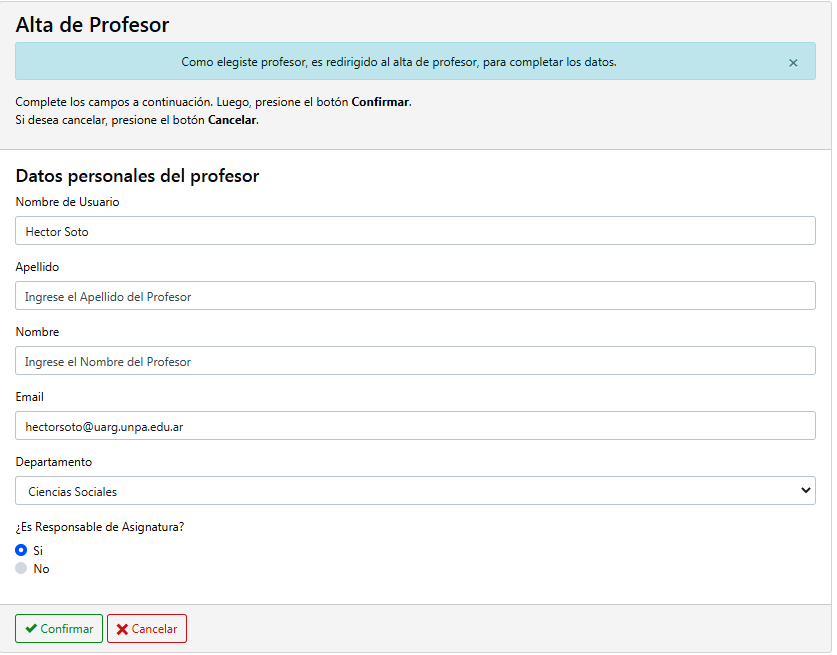 Alta de Profesor
Como elegiste profesor, es redirigido al alta de profesor, para completar los datos.
×
Complete los campos a continuación. Luego, presione el botón Confirmar.
Si desea cancelar, presione el botón Cancelar.
Datos personales del profesor
Nombre de Usuario
Hector Soto
Apellido
Ingrese el Apellido del Profesor
Nombre
Ingrese el Nombre del Profesor
Email
hectorsoto@uarg.unpa.edu.ar
Departamento
Ciencias Sociales
¿Es Responsable de Asignatura?
Si
No
Confirmar Cancelar